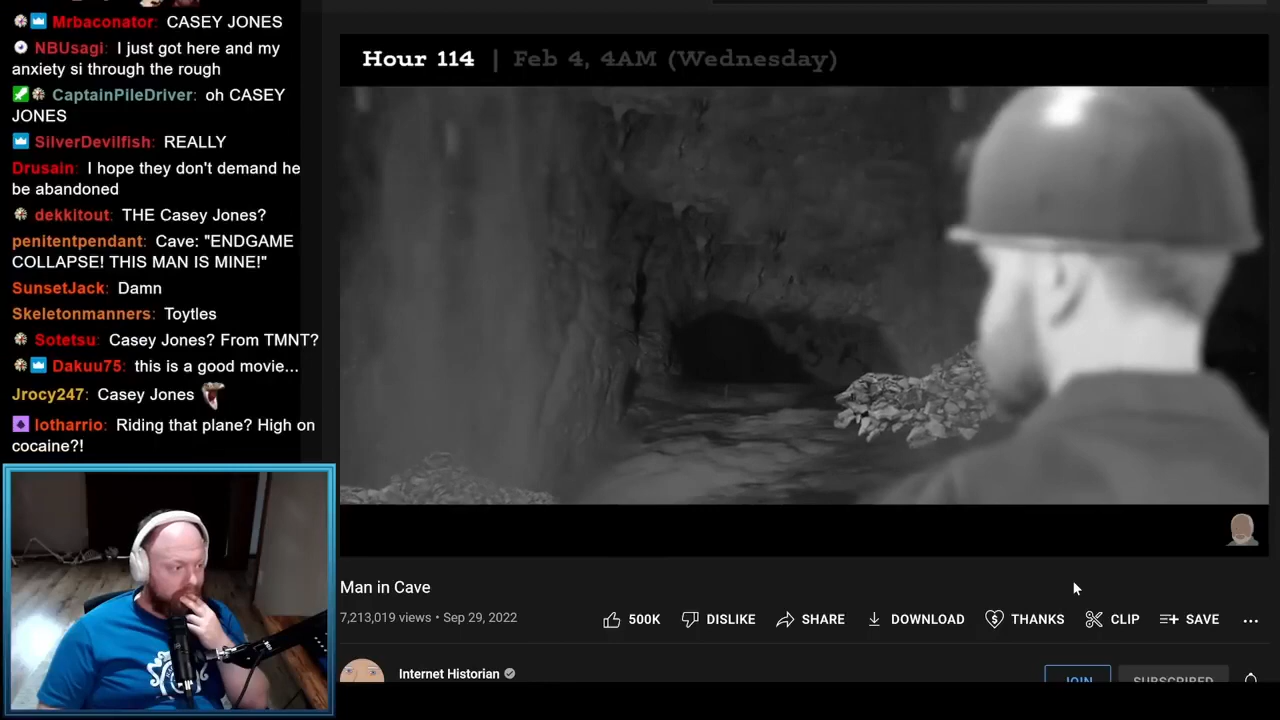 Mrbaconator: CASEY JONES
NBUsagi: I just got here and my
anxiety si through the rough
CaptainPileDriver: oh CASEY
JONES
SilverDevilfish: REALLY
Drusain: I hope they don't demand he
be abandoned
dekkitout: THE Casey Jones?
penitentpendant: Cave: "ENDGAME
COLLAPSE! THIS MAN IS MINE!"
SunsetJack: Damn
Skeletonmanners: Toytles
Sotetsu: Casey Jones? From TMNT?
Dakuu75: this is a good movie...
Jrocy247: Casey Jones
lotharrio: Riding that plane? High on
cocaine?!
Hour 114 | Feb 4, 4AM (Wednesday)
Man in Cave
7,213,019 views • Sep 29, 2022
500K DISLIKE SHARE DOWNLOAD THANKS CLIP SAVE
Internet Historian
JOIN SUBSCRIBED